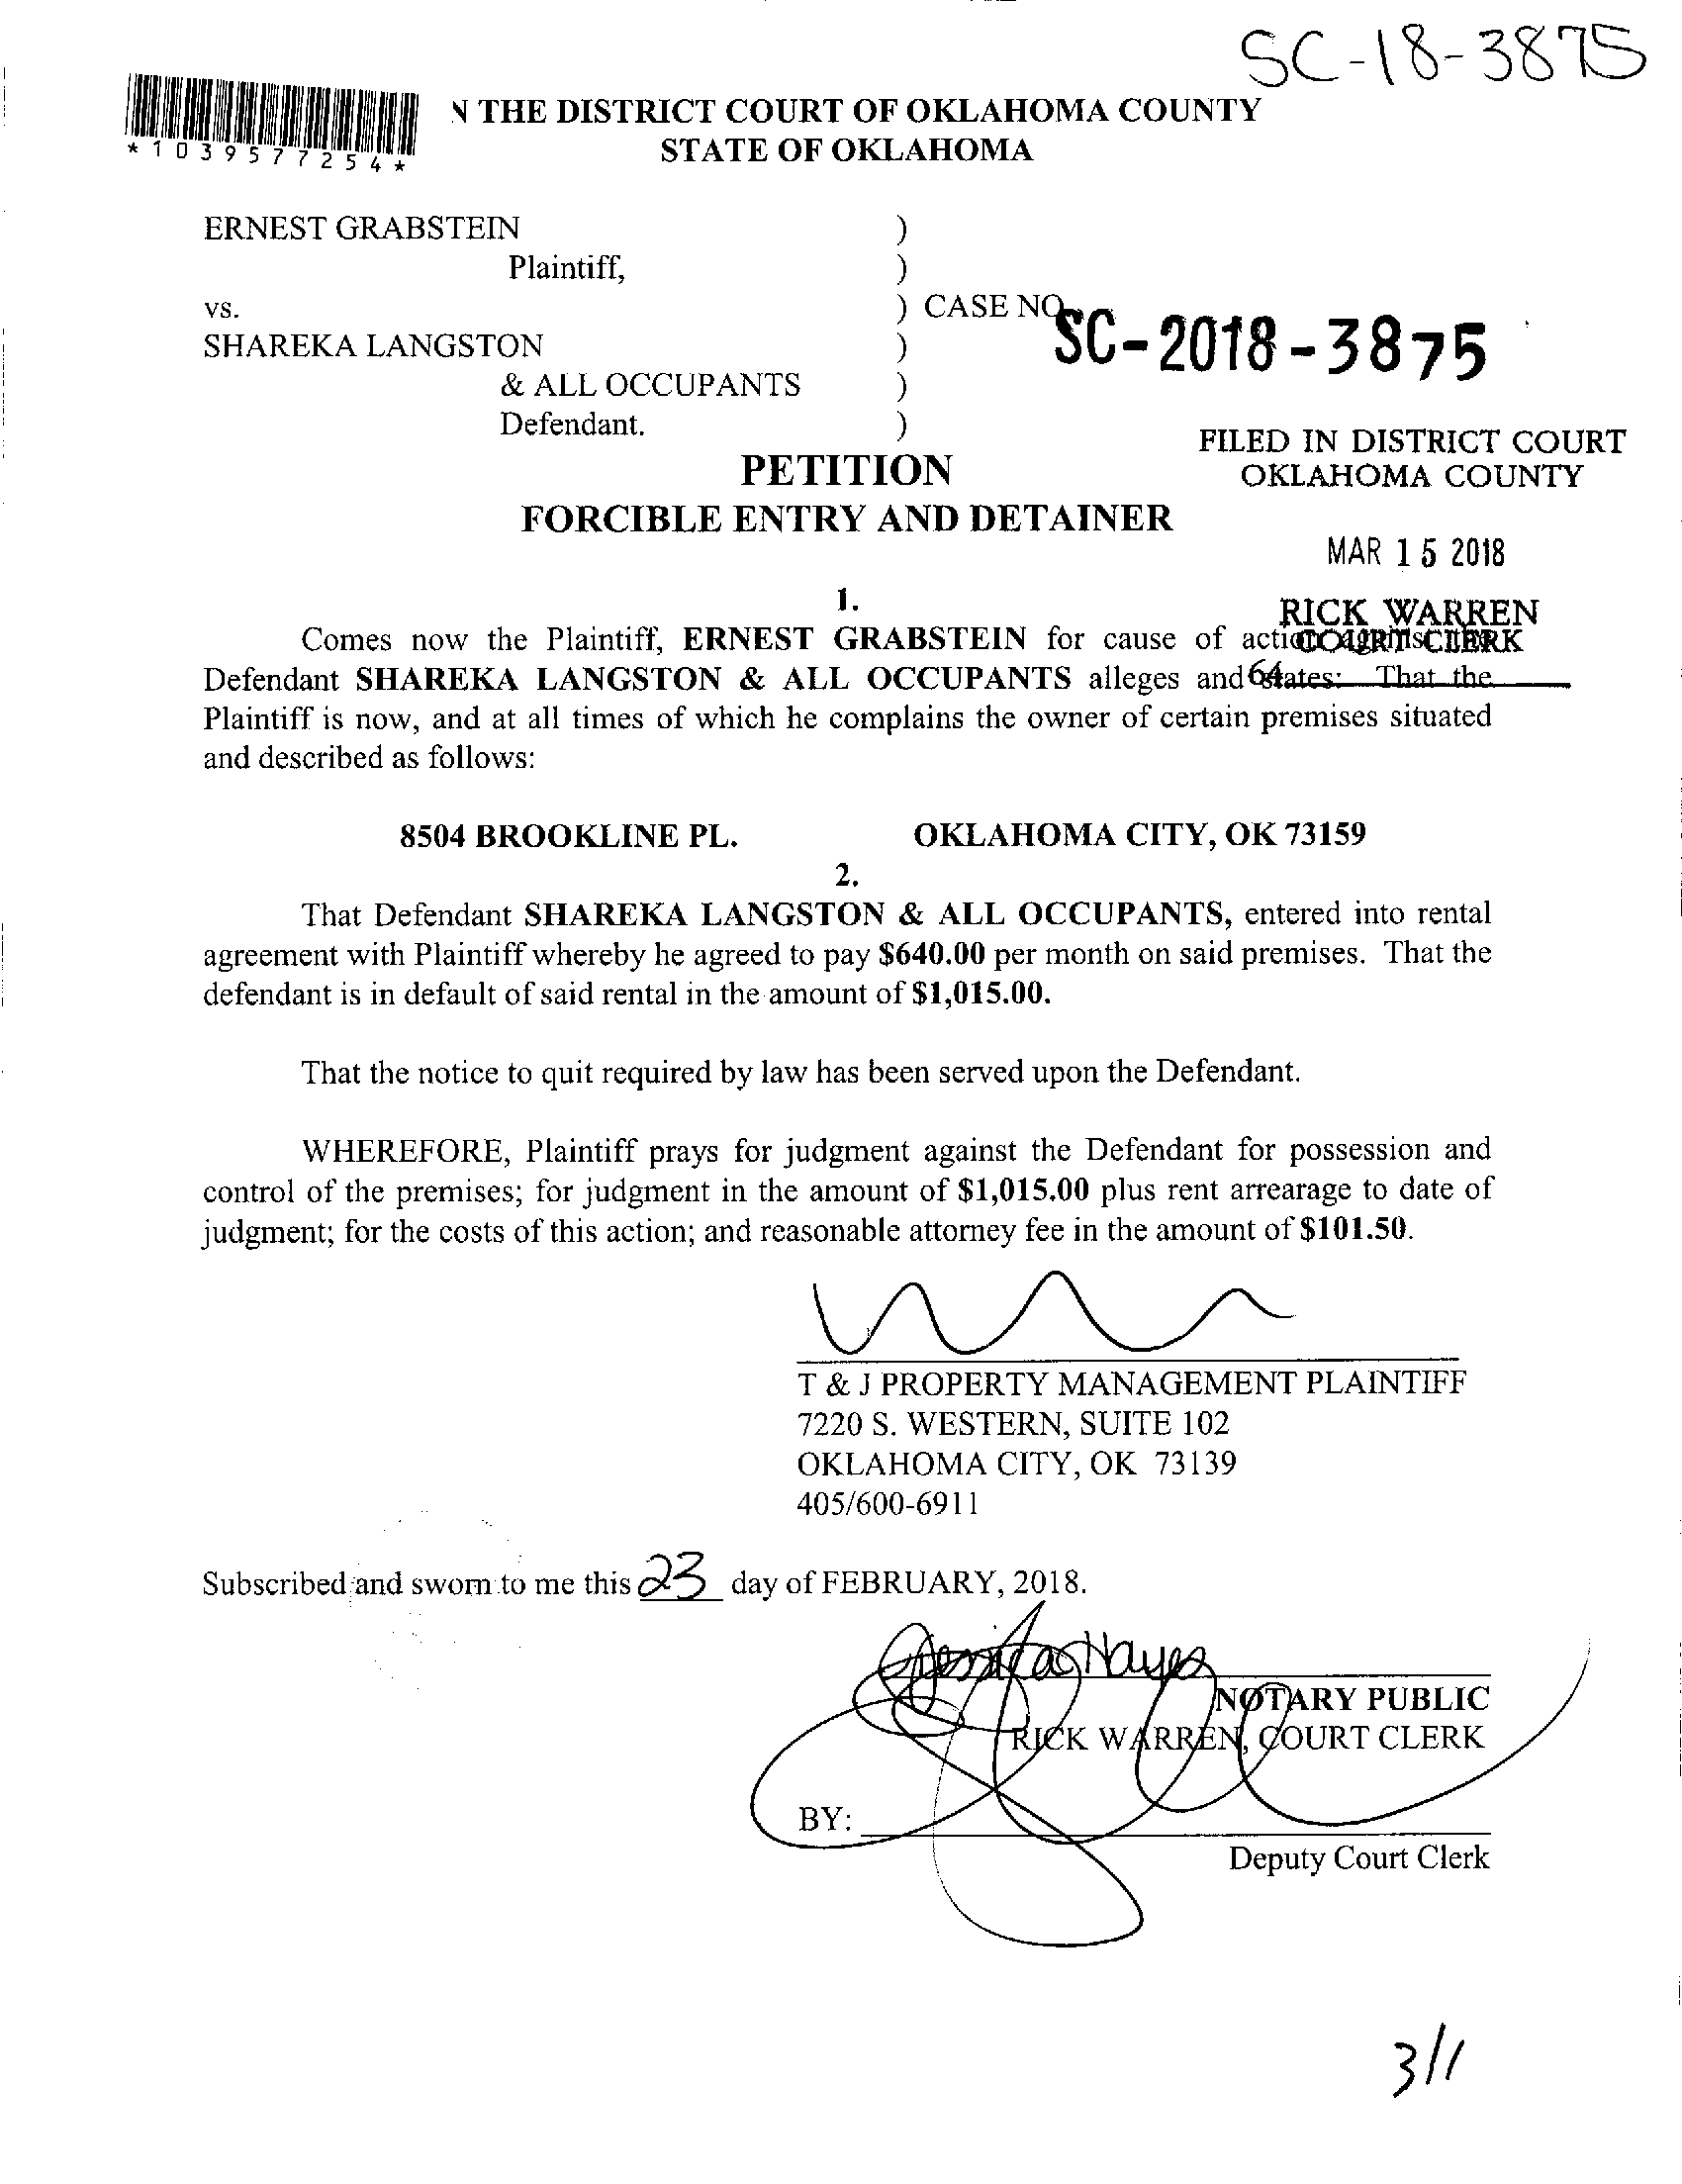 SC-18-3875
N THE DISTRICT COURT OF OKLAHOMA COUNTY
*1039577254*
STATE OF OKLAHOMA
ERNEST GRABSTEIN )
Plaintiff, )
vs. ) CASE NO.
SC-2018-3875
SHAREKA LANGSTON )
& ALL OCCUPANTS )
Defendant. )
FILED IN DISTRICT COURT
OKLAHOMA COUNTY
PETITION
FORCIBLE ENTRY AND DETAINER
MAR 15 2018
1.
RICK WARREN
COURT CLERK
64
Comes now the Plaintiff, ERNEST GRABSTEIN for cause of action against the
Defendant SHAREKA LANGSTON & ALL OCCUPANTS alleges and states: That the
Plaintiff is now, and at all times of which he complains the owner of certain premises situated
and described as follows:
8504 BROOKLINE PL. OKLAHOMA CITY, OK 73159
2.
That Defendant SHAREKA LANGSTON & ALL OCCUPANTS, entered into rental
agreement with Plaintiff whereby he agreed to pay $640.00 per month on said premises. That the
defendant is in default of said rental in the amount of $1,015.00.
That the notice to quit required by law has been served upon the Defendant.
WHEREFORE, Plaintiff prays for judgment against the Defendant for possession and
control of the premises; for judgment in the amount of $1,015.00 plus rent arrearage to date of
judgment; for the costs of this action; and reasonable attorney fee in the amount of $101.50.
T & J PROPERTY MANAGEMENT PLAINTIFF
7220 S. WESTERN, SUITE 102
OKLAHOMA CITY, OK 73139
405/600-6911
Subscribed and sworn to me this 23 day of FEBRUARY, 2018.
Jessica Hayes
NOTARY PUBLIC
RICK WARREN, COURT CLERK
BY:
Deputy Court Clerk
3/1